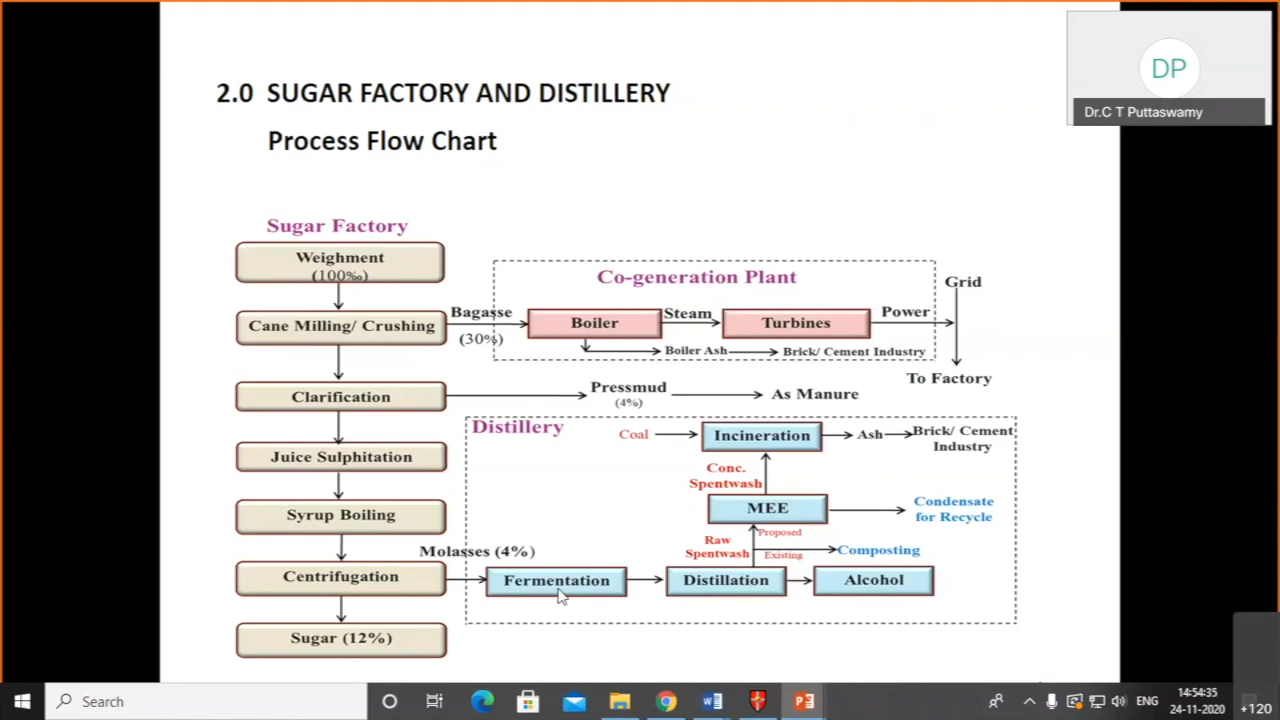 2.0 SUGAR FACTORY AND DISTILLERY
Process Flow Chart
DP
Dr.C T Puttaswamy
Sugar Factory
Weighment
(100‰)
Cane Milling/ Crushing
Clarification
Juice Sulphitation
Syrup Boiling
Centrifugation
Sugar (12%)
Bagasse
(30%)
Co-generation Plant
Boiler
Steam
Turbines
Power
Grid
To Factory
Boiler Ash
Brick/ Cement Industry
Pressmud
(4%)
As Manure
Distillery
Coal
Incineration
Ash
Brick/ Cement
Industry
Conc.
Spentwash
MEE
Condensate
for Recycle
Raw
Spentwash
Proposed
Existing
Composting
Molasses (4%)
Fermentation
Distillation
Alcohol
Search
ENG
14:54:35
24-11-2020
+120